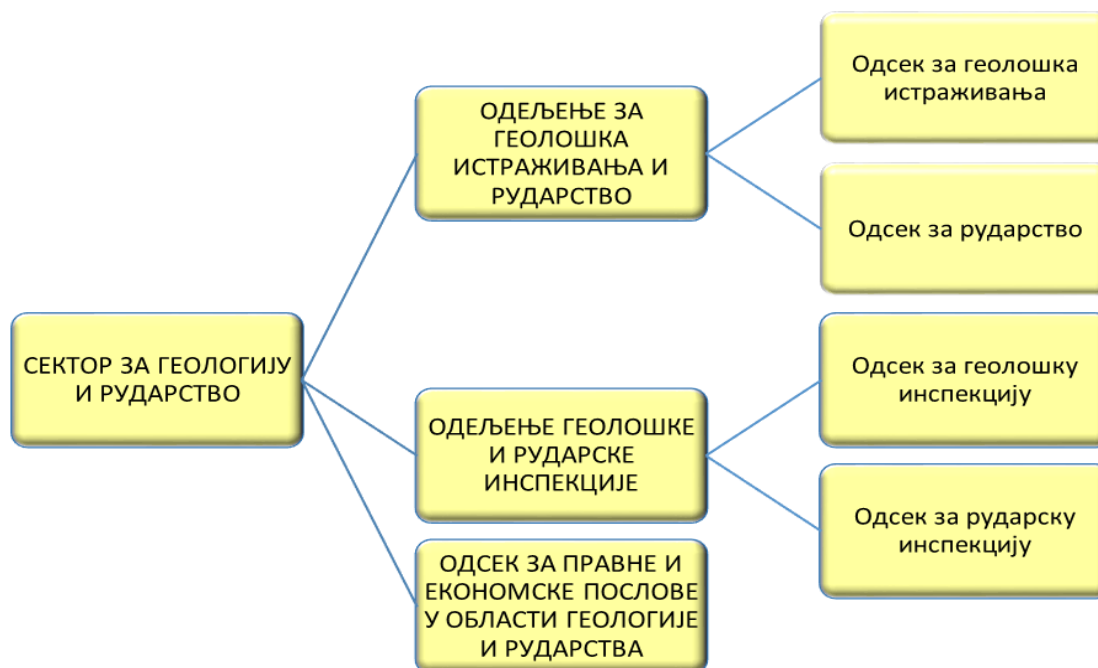 СЕКТОР ЗА ГЕОЛОГИЈУ
И РУДАРСТВО
ОДЕЉЕЊЕ ЗА
ГЕОЛОШКА
ИСТРАЖИВАЊА И
РУДАРСТВО
Одсек за геолошка
истраживања
Одсек за рударство
ОДЕЉЕЊЕ ГЕОЛОШКЕ
И РУДАРСКЕ
ИНСПЕКЦИЈЕ
Одсек за геолошку
инспекцију
Одсек за рударску
инспекцију
ОДСЕК ЗА ПРАВНЕ И
ЕКОНОМСКЕ ПОСЛОВЕ
У ОБЛАСТИ ГЕОЛОГИЈЕ
И РУДАРСТВА